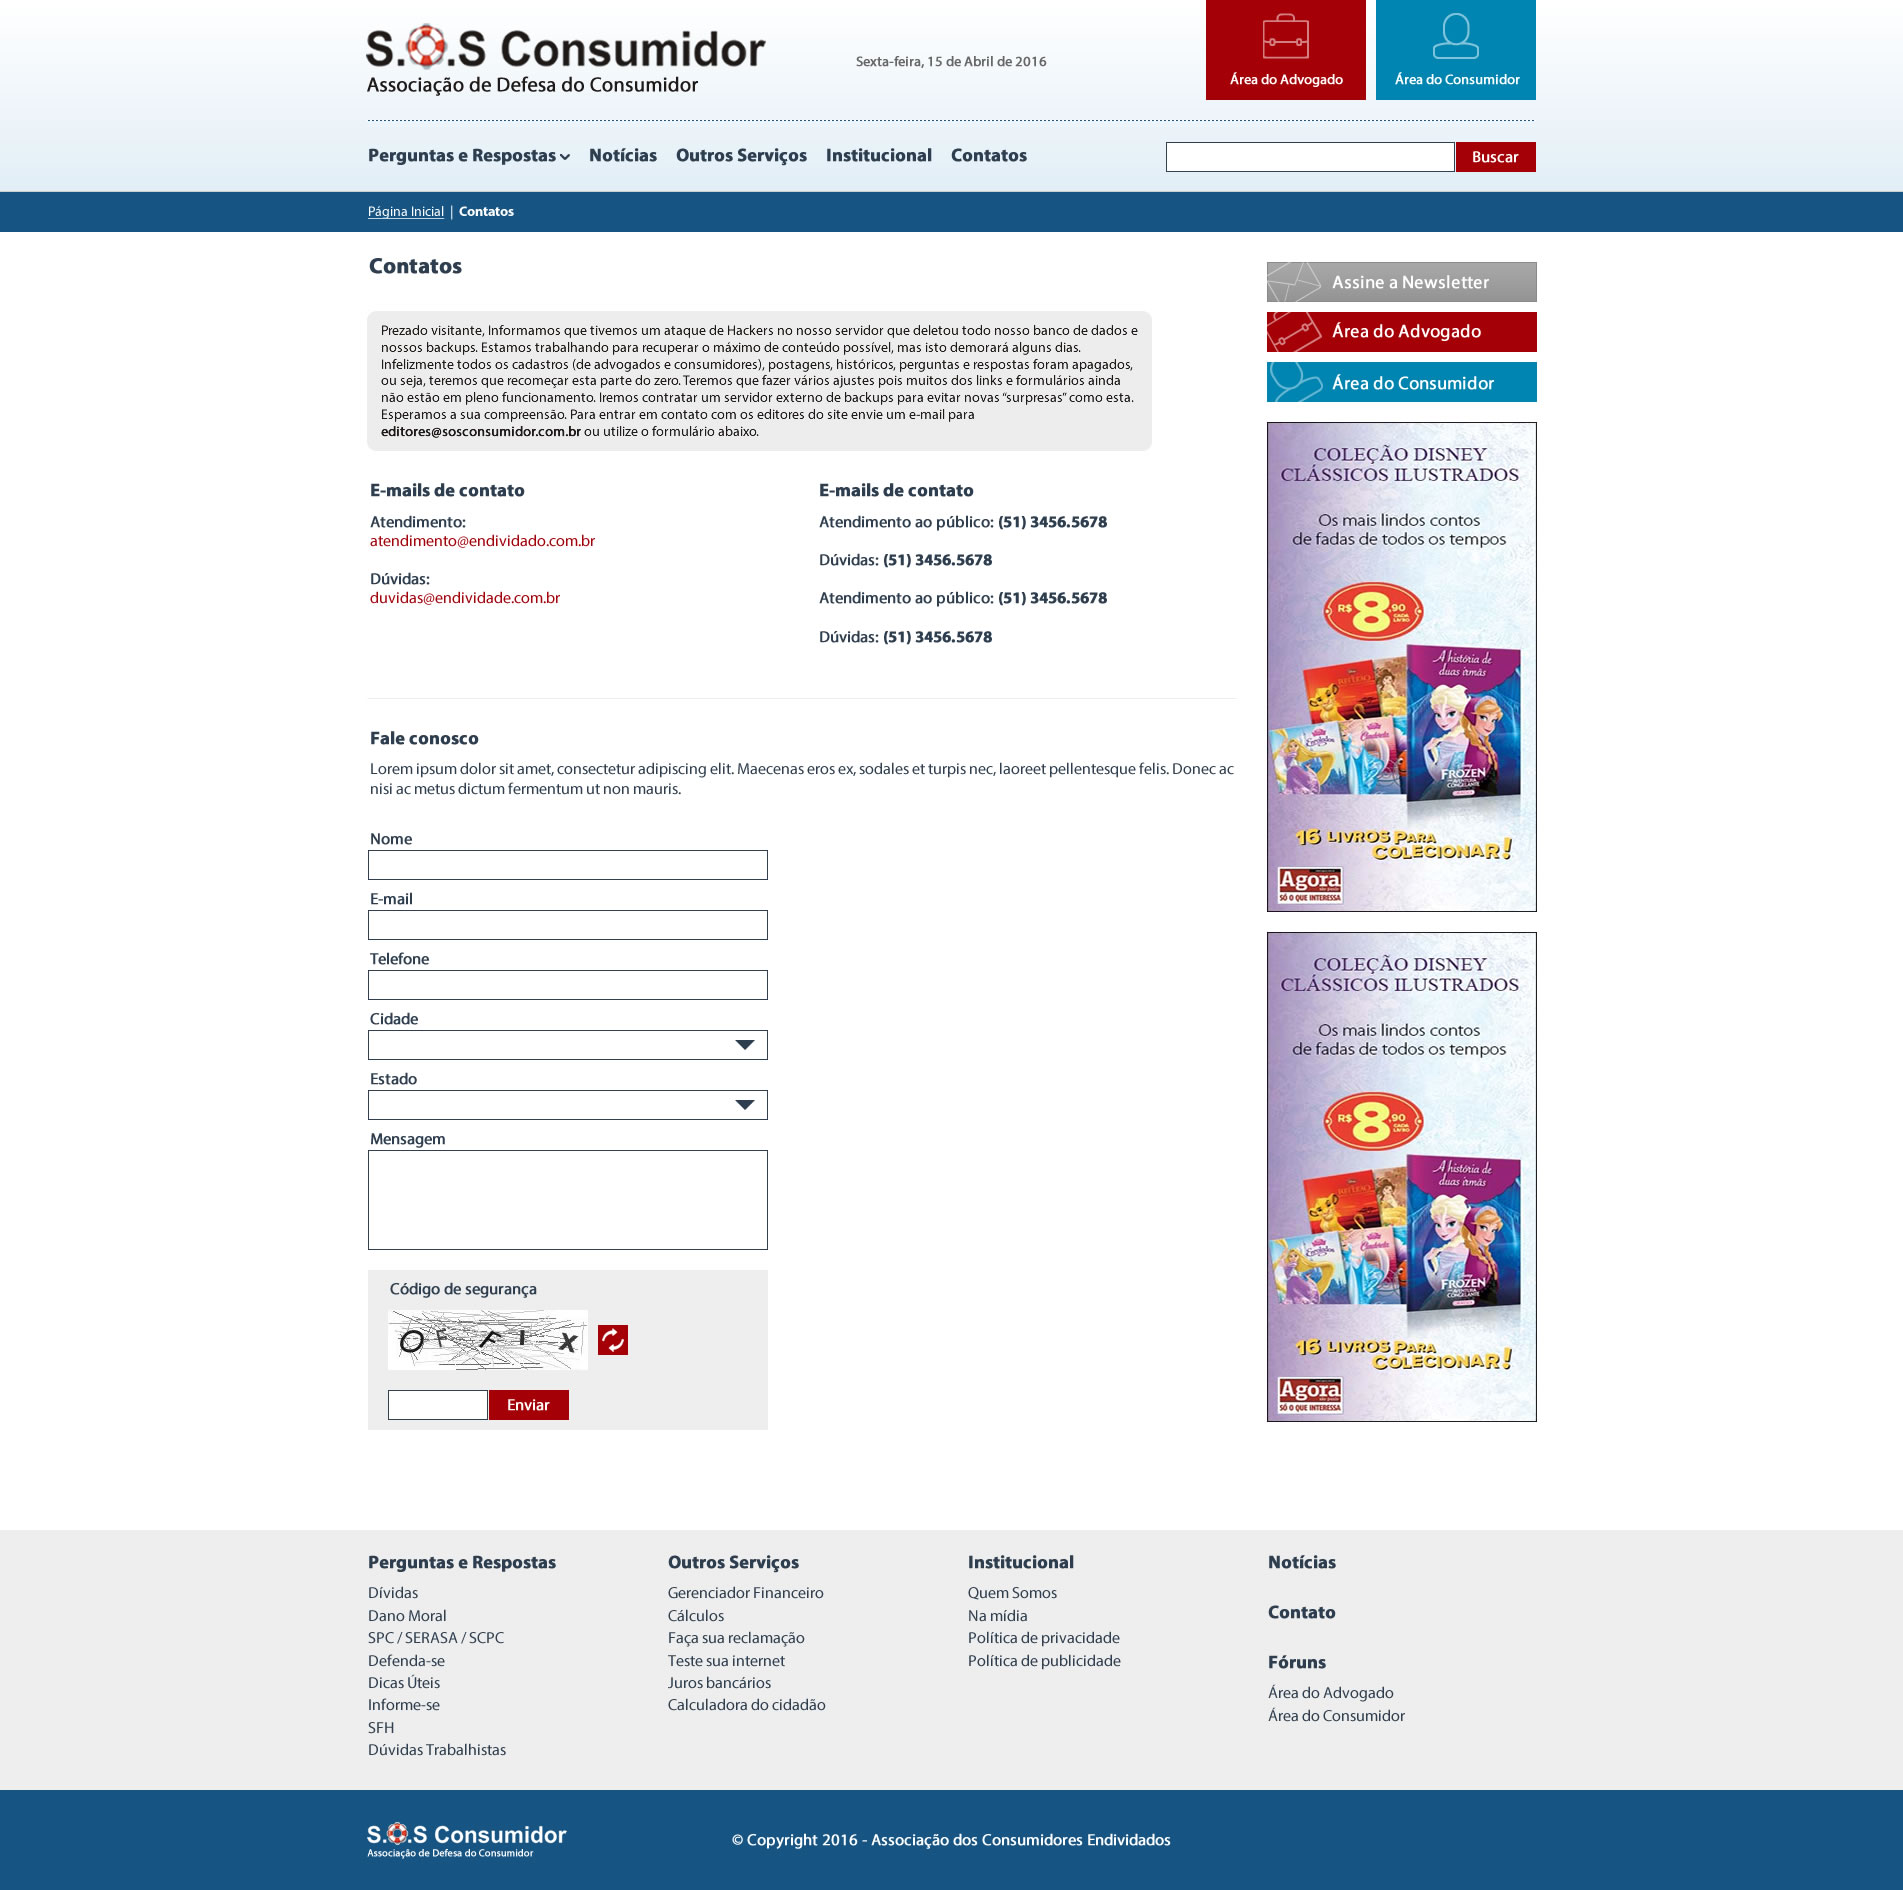 S.O.S Consumidor
Associação de Defesa do Consumidor
Sexta-feira, 15 de Abril de 2016
Área do Advogado
Área do Consumidor
Perguntas e Respostas
Notícias
Outros Serviços
Institucional
Contatos
Buscar
Página Inicial | Contatos
Contatos
Prezado visitante, Informamos que tivemos um ataque de Hackers no nosso servidor que deletou todo nosso banco de dados e
nossos backups. Estamos trabalhando para recuperar o máximo de conteúdo possível, mas isto demorará alguns dias.
Infelizmente todos os cadastros (de advogados e consumidores), postagens, históricos, perguntas e respostas foram apagados,
ou seja, teremos que recomeçar esta parte do zero. Teremos que fazer vários ajustes pois muitos dos links e formulários ainda
não estão em pleno funcionamento. Iremos contratar um servidor externo de backups para evitar novas “surpresas” como esta.
Esperamos a sua compreensão. Para entrar em contato com os editores do site envie um e-mail para
editores@sosconsumidor.com.br ou utilize o formulário abaixo.
E-mails de contato
Atendimento:
atendimento@endividado.com.br
Dúvidas:
duvidas@endividade.com.br
E-mails de contato
Atendimento ao público: (51) 3456.5678
Dúvidas: (51) 3456.5678
Atendimento ao público: (51) 3456.5678
Dúvidas: (51) 3456.5678
Fale conosco
Lorem ipsum dolor sit amet, consectetur adipiscing elit. Maecenas eros ex, sodales et turpis nec, laoreet pellentesque felis. Donec ac
nisi ac metus dictum fermentum ut non mauris.
Nome
E-mail
Telefone
Cidade
Estado
Mensagem
Código de segurança
OFFIX
Enviar
Assine a Newsletter
Área do Advogado
Área do Consumidor
COLEÇÃO DISNEY
CLÁSSICOS ILUSTRADOS
Os mais lindos contos
de fadas de todos os tempos
R$8,90
CADA
LIVRO
A história de
duas irmãs
Cinderela
FROZEN
16 LIVROS PARA
COLECIONAR!
Agora
SÓ O QUE INTERESSA
COLEÇÃO DISNEY
CLÁSSICOS ILUSTRADOS
Os mais lindos contos
de fadas de todos os tempos
R$8,90
CADA
LIVRO
A história de
duas irmãs
Cinderela
FROZEN
16 LIVROS PARA
COLECIONAR!
Agora
SÓ O QUE INTERESSA
Perguntas e Respostas
Dívidas
Dano Moral
SPC / SERASA / SCPC
Defenda-se
Dicas Úteis
Informe-se
SFH
Dúvidas Trabalhistas
Outros Serviços
Gerenciador Financeiro
Cálculos
Faça sua reclamação
Teste sua internet
Juros bancários
Calculadora do cidadão
Institucional
Quem Somos
Na mídia
Política de privacidade
Política de publicidade
Notícias
Contato
Fóruns
Área do Advogado
Área do Consumidor
S.O.S Consumidor
Associação de Defesa do Consumidor
© Copyright 2016 - Associação dos Consumidores Endividados